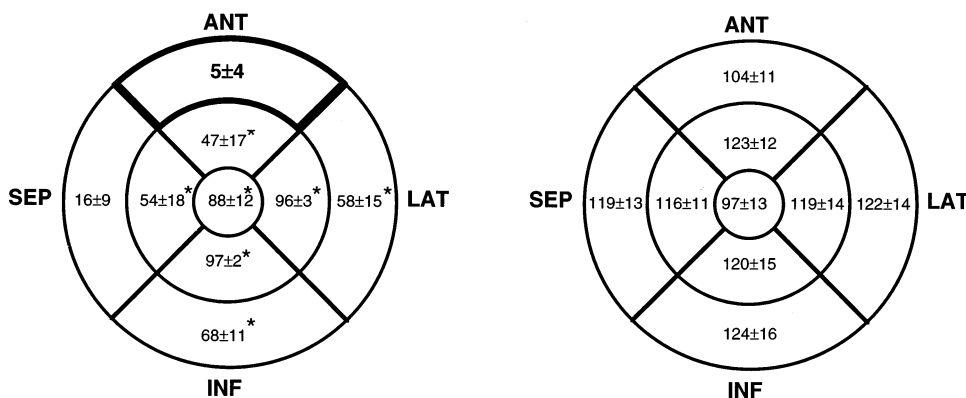 ANT
5±4
47±17*
SEP 16±9 54±18* 88±12* 96±3* 58±15* LAT
97±2*
68±11*
INF
ANT
104±11
123±12
SEP 119±13 116±11 97±13 119±14 122±14 LAT
120±15
124±16
INF